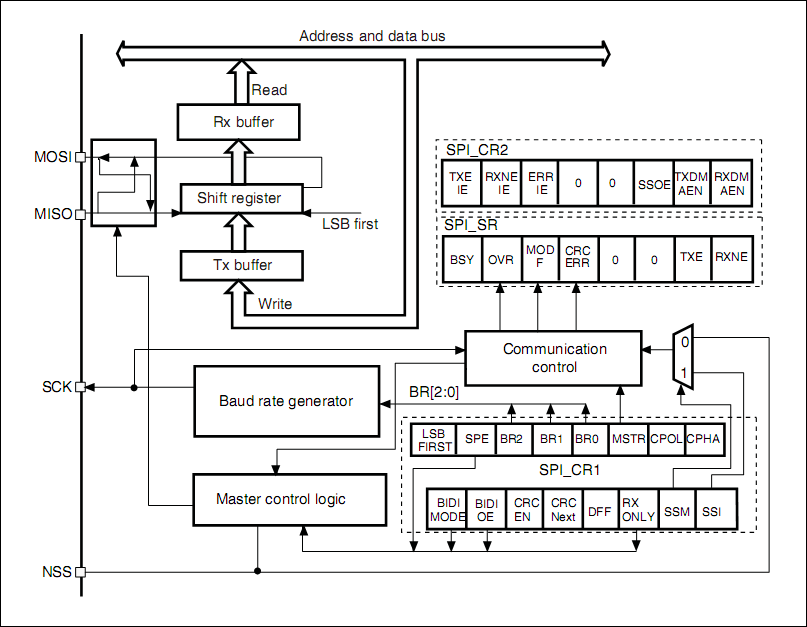 Address and data bus
Read
Rx buffer
MOSI
Shift register
MISO
LSB first
Tx buffer
Write
SPI_CR2
TXE IE
RXNE IE
ERR IE
0
0
SSOE
TXDM AEN
RXDM AEN
SPI_SR
BSY
OVR
MOD F
CRC ERR
0
0
TXE
RXNE
Communication
control
0
1
SCK
Baud rate generator
BR[2:0]
LSB FIRST
SPE
BR2
BR1
BR0
MSTR
CPOL
CPHA
SPI_CR1
Master control logic
BIDI MODE
BIDI OE
CRC EN
CRC Next
DFF
RX ONLY
SSM
SSI
NSS